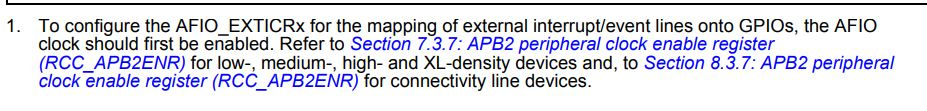 1. To configure the AFIO_EXTICRx for the mapping of external interrupt/event lines onto GPIOs, the AFIO
clock should first be enabled. Refer to Section 7.3.7: APB2 peripheral clock enable register
(RCC_APB2ENR) for low-, medium-, high- and XL-density devices and, to Section 8.3.7: APB2 peripheral
clock enable register (RCC_APB2ENR) for connectivity line devices.